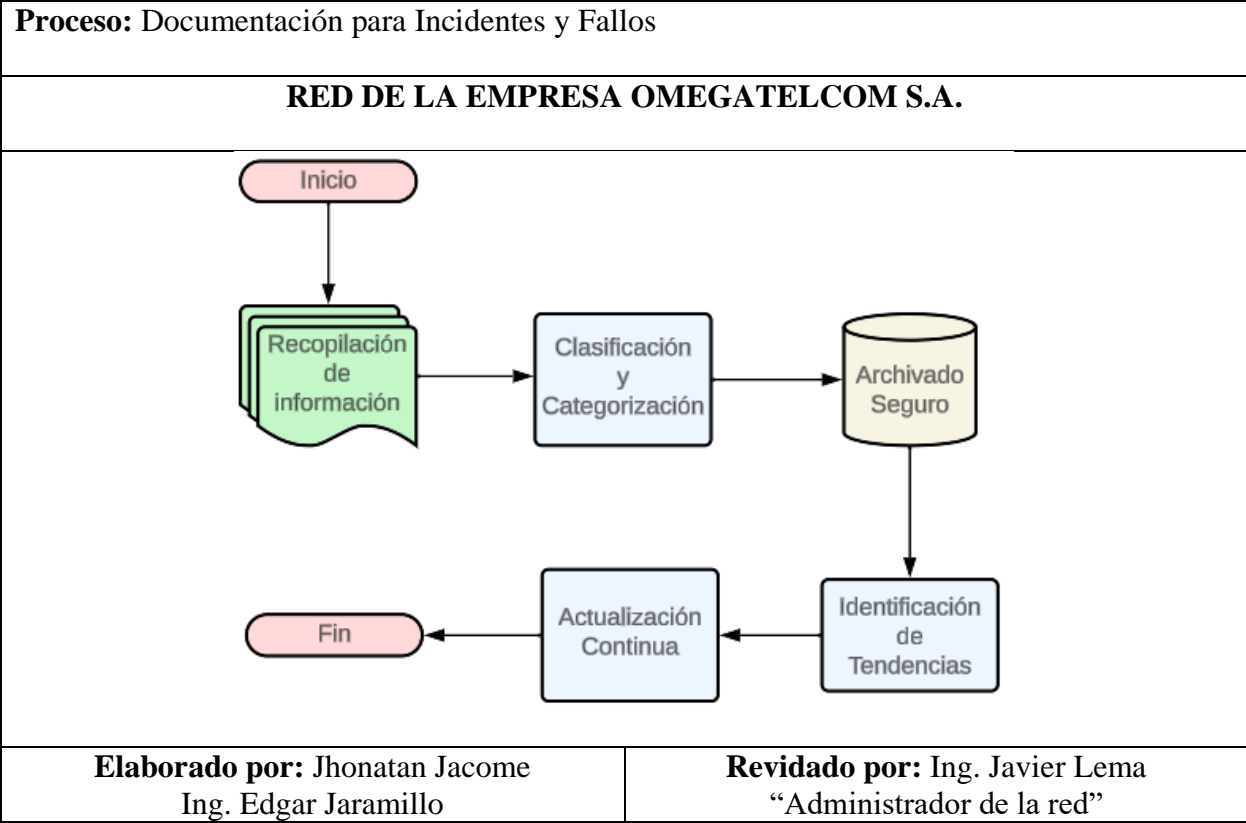 Proceso: Documentación para Incidentes y Fallos
RED DE LA EMPRESA OMEGATELCOM S.A.
Inicio
Recopilación
de
información
Clasificación
y
Categorización
Archivado
Seguro
Identificación
de
Tendencias
Actualización
Continua
Fin
Elaborado por: Jhonatan Jacome
Ing. Edgar Jaramillo
Revidado por: Ing. Javier Lema
“Administrador de la red”